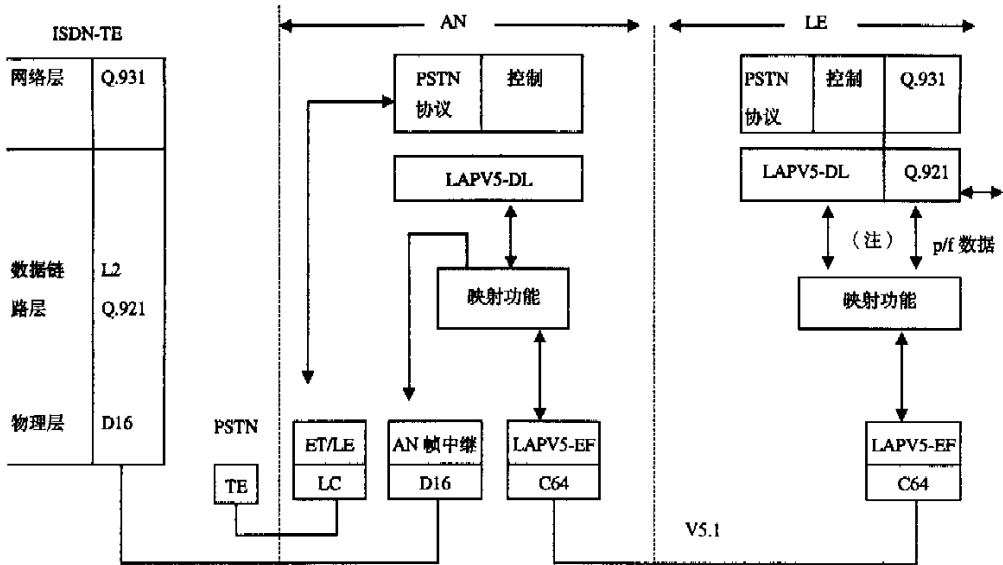 AN
LE
ISDN-TE
网络层 Q.931
PSTN 控制
协议
PSTN 控制 Q.931
协议
LAPV5-DL
LAPV5-DL Q.921
(注) p/f 数据
数据链 L2
路层 Q.921
映射功能
映射功能
物理层 D16
PSTN
ET/LE AN 帧中继 LAPV5-EF
LAPV5-EF
TE LC D16 C64
C64
V5.1